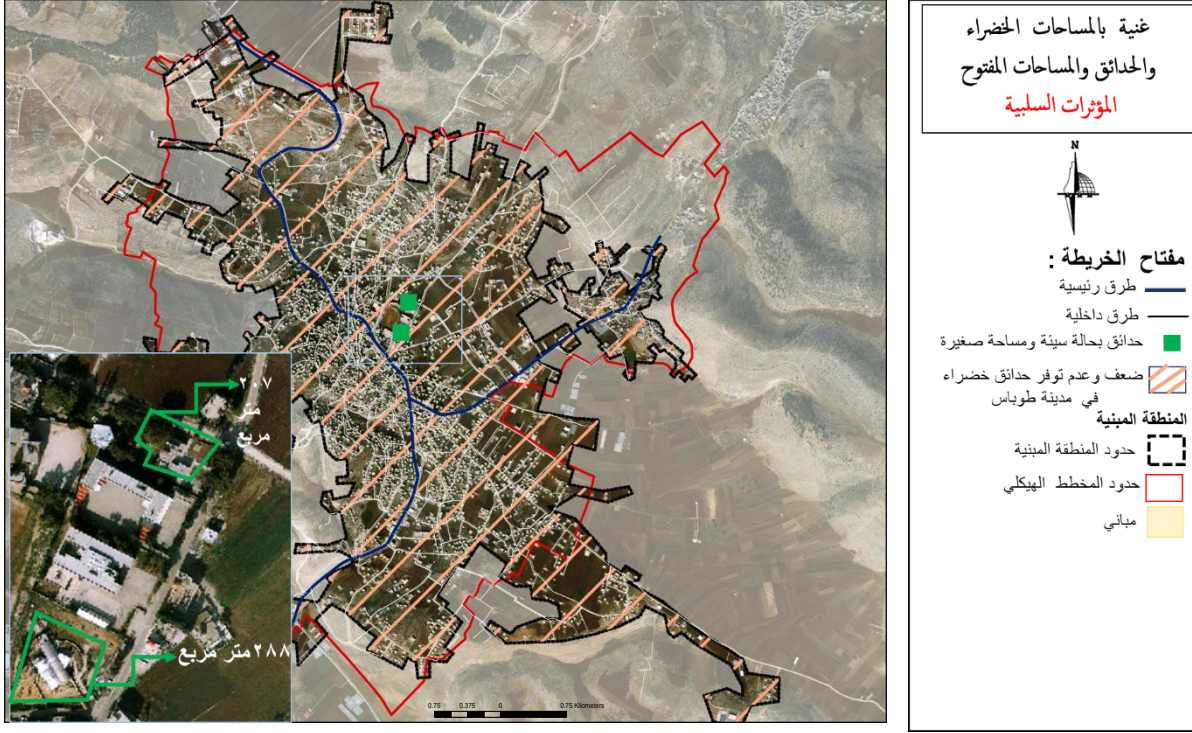 غنية بالمساحات الخضراء
والحدائق والمساحات المفتوح
المؤثرات السلبية
N
مفتاح الخريطة :
طرق رئيسية
طرق داخلية
حدائق بحالة سيئة ومساحة صغيرة
ضعف وعدم توفر حدائق خضراء
في مدينة طوباس
المنطقة المبنية
حدود المنطقة المبنية
حدود المخطط الهيكلي
مباني
٢٠٧
متر
مربع
٢٨٨متر مربع
0.75 0.375 0 0.75 Kilometers